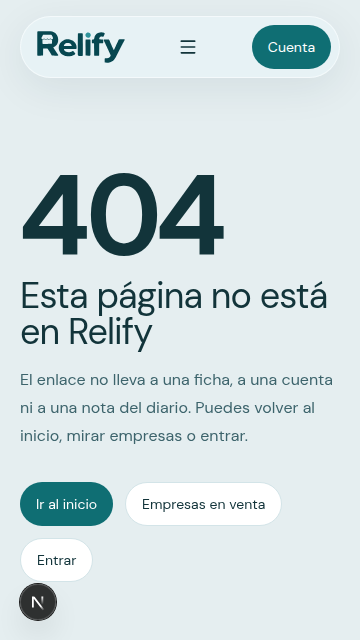 Relify
Cuenta
404
Esta página no está
en Relify
El enlace no lleva a una ficha, a una cuenta
ni a una nota del diario. Puedes volver al
inicio, mirar empresas o entrar.
Ir al inicio
Empresas en venta
Entrar
N